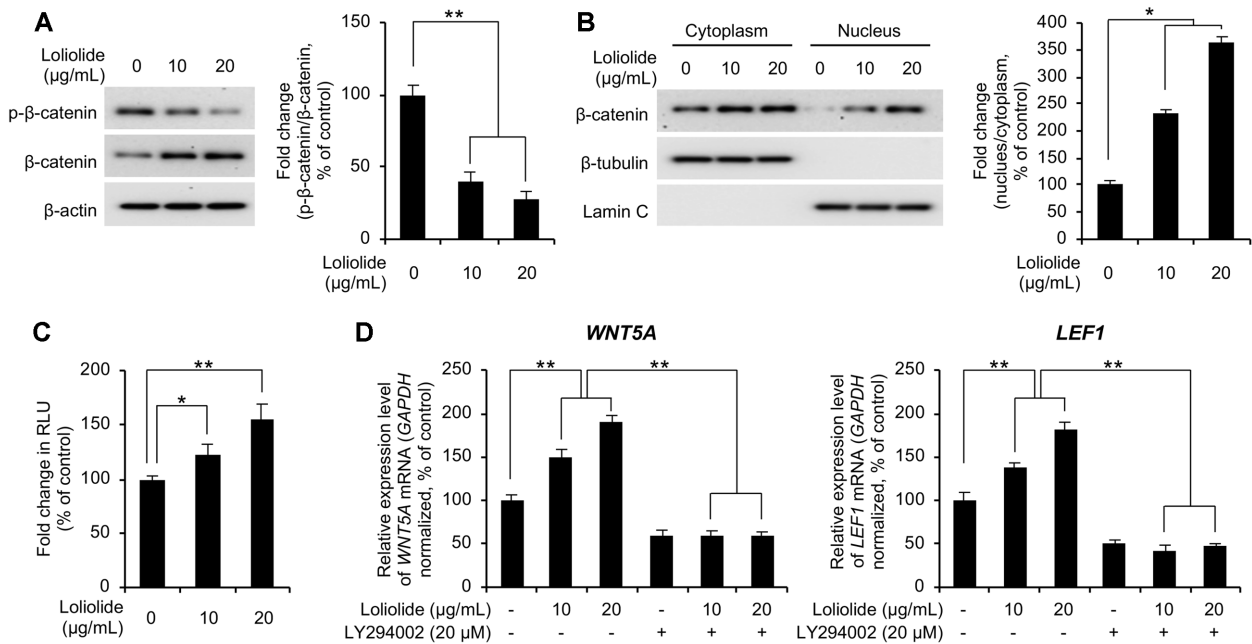 A
Loliolide
(µg/mL)
0 10 20
p-β-catenin
β-catenin
β-actin
Fold change
(p-β-catenin/β-catenin,
% of control)
150
100
50
0
**
Loliolide
(µg/mL)
0 10 20
B
Cytoplasm Nucleus
Loliolide
(µg/mL)
0 10 20 0 10 20
β-catenin
β-tubulin
Lamin C
Fold change
(nuclues/cytoplasm,
% of control)
400
350
300
250
200
150
100
50
0
*
Loliolide
(µg/mL)
0 10 20
C
Fold change in RLU
(% of control)
200
150
100
50
0
**
*
Loliolide
(µg/mL)
0 10 20
D
WNT5A
Relative expression level
of WNT5A mRNA (GAPDH
normalized, % of control)
250
200
150
100
50
0
** **
Loliolide (µg/mL) - 10 20 - 10 20
LY294002 (20 µM) - - - + + +
LEF1
Relative expression level
of LEF1 mRNA (GAPDH
normalized, % of control)
250
200
150
100
50
0
** **
Loliolide (µg/mL) - 10 20 - 10 20
LY294002 (20 µM) - - - + + +